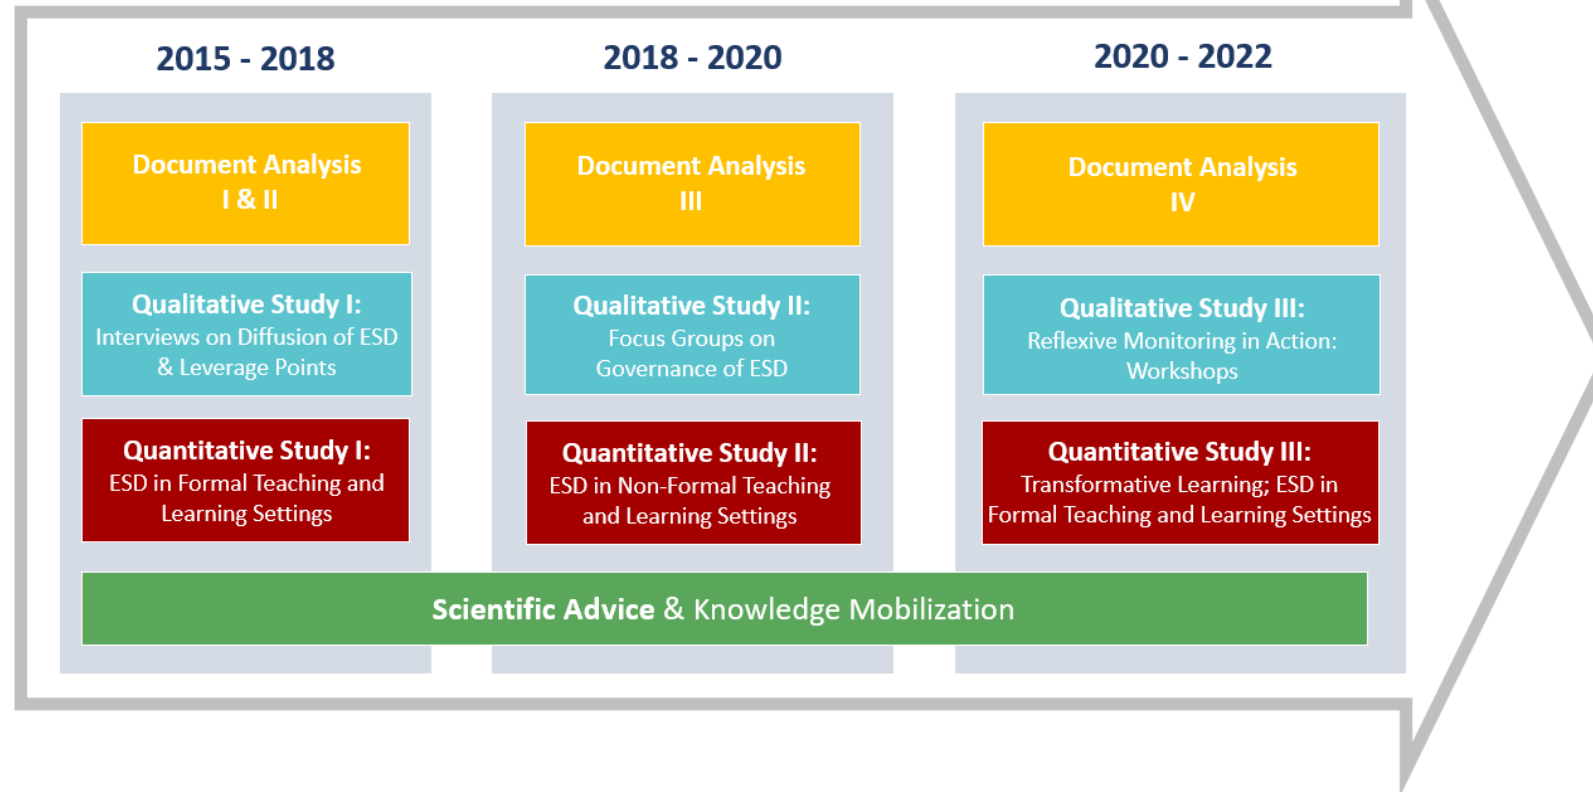 2015 - 2018
2018 - 2020
2020 - 2022
Document Analysis
I & II
Document Analysis
III
Document Analysis
IV
Qualitative Study I:
Interviews on Diffusion of ESD
& Leverage Points
Qualitative Study II:
Focus Groups on
Governance of ESD
Qualitative Study III:
Reflexive Monitoring in Action:
Workshops
Quantitative Study I:
ESD in Formal Teaching and
Learning Settings
Quantitative Study II:
ESD in Non-Formal Teaching
and Learning Settings
Quantitative Study III:
Transformative Learning; ESD in
Formal Teaching and Learning Settings
Scientific Advice & Knowledge Mobilization